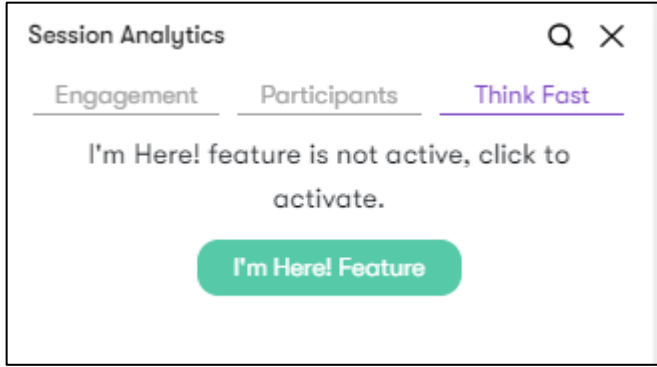 Session Analytics
Engagement Participants Think Fast
I'm Here! feature is not active, click to
activate.
I'm Here! Feature